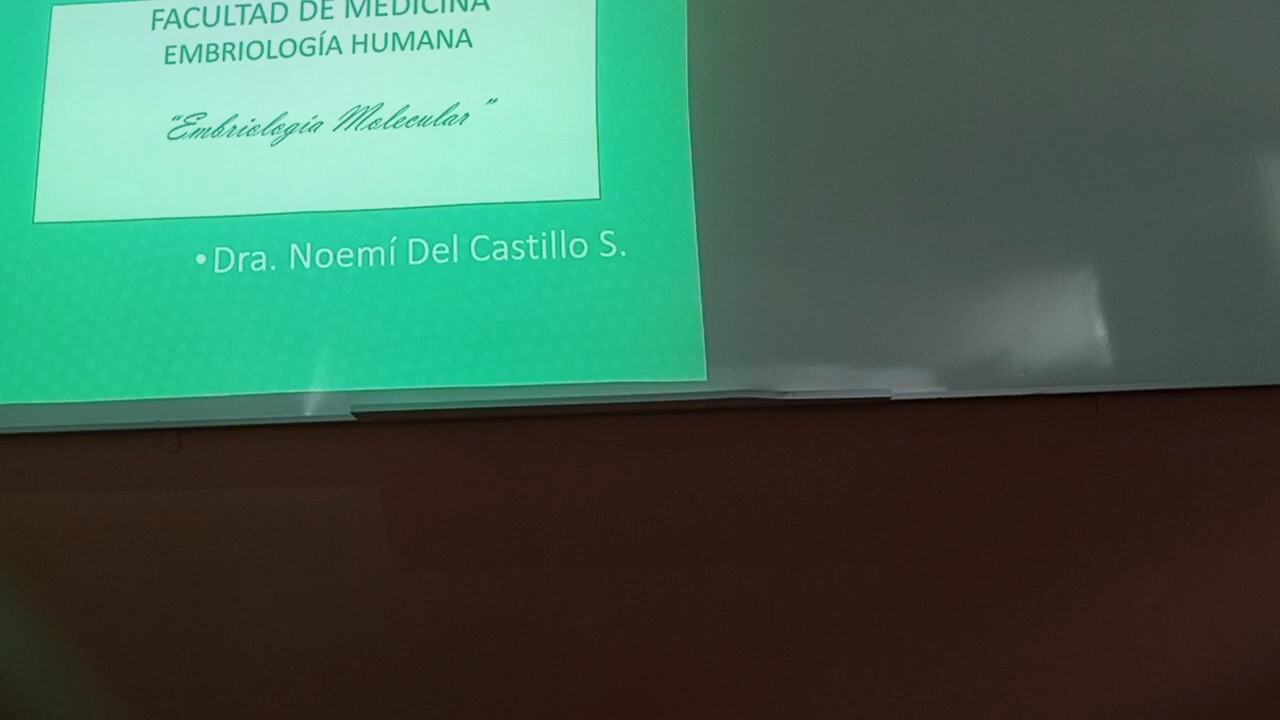 FACULTAD DE MEDICINA
EMBRIOLOGÍA HUMANA
"Embriología Molecular"
•Dra. Noemí Del Castillo S.